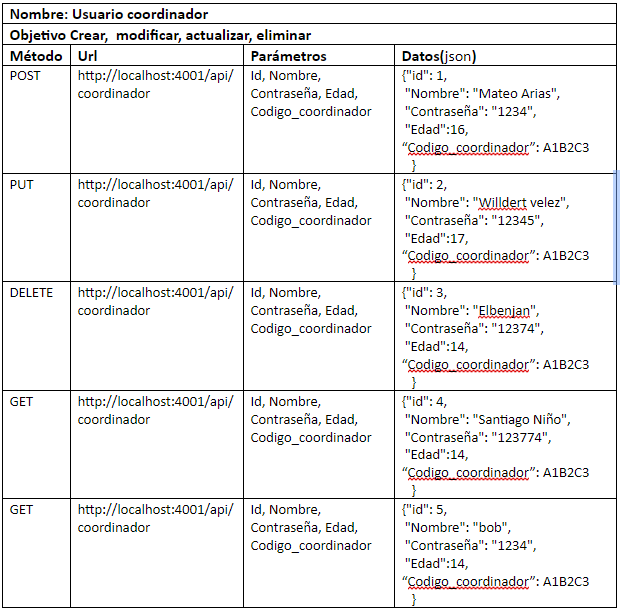 Nombre: Usuario coordinador
Objetivo Crear,  modificar, actualizar, eliminar
Método Url Parámetros Datos(json)
POST http://localhost:4001/api/ Id, Nombre, {"id": 1,
coordinador Contraseña, Edad, "Nombre": "Mateo Arias",
Codigo_coordinador "Contraseña": "1234",
"Edad":16,
“Codigo_coordinador”: A1B2C3
}
PUT http://localhost:4001/api/ Id, Nombre, {"id": 2,
coordinador Contraseña, Edad, "Nombre": "Willdert velez",
Codigo_coordinador "Contraseña": "12345",
"Edad":17,
“Codigo_coordinador”: A1B2C3
}
DELETE http://localhost:4001/api/ Id, Nombre, {"id": 3,
coordinador Contraseña, Edad, "Nombre": "Elbenjan",
Codigo_coordinador "Contraseña": "12374",
"Edad":14,
“Codigo_coordinador”: A1B2C3
}
GET http://localhost:4001/api/ Id, Nombre, {"id": 4,
coordinador Contraseña, Edad, "Nombre": "Santiago Niño",
Codigo_coordinador "Contraseña": "123774",
"Edad":14,
“Codigo_coordinador”: A1B2C3
}
GET http://localhost:4001/api/ Id, Nombre, {"id": 5,
coordinador Contraseña, Edad, "Nombre": "bob",
Codigo_coordinador "Contraseña": "1234",
"Edad":14,
“Codigo_coordinador”: A1B2C3
}